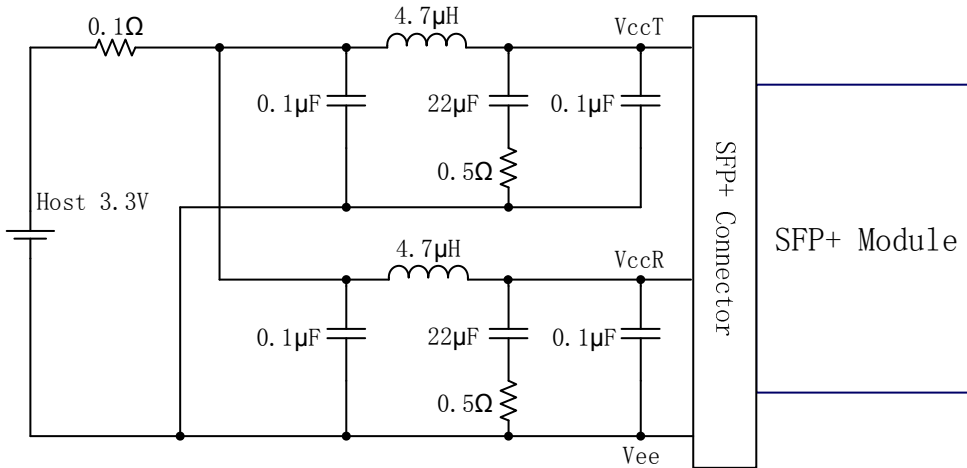 4.7μH
0.1Ω
VccT
0.1μF
22μF
0.1μF
0.5Ω
Host 3.3V
SFP+ Connector
SFP+ Module
4.7μH
VccR
0.1μF
22μF
0.1μF
0.5Ω
Vee